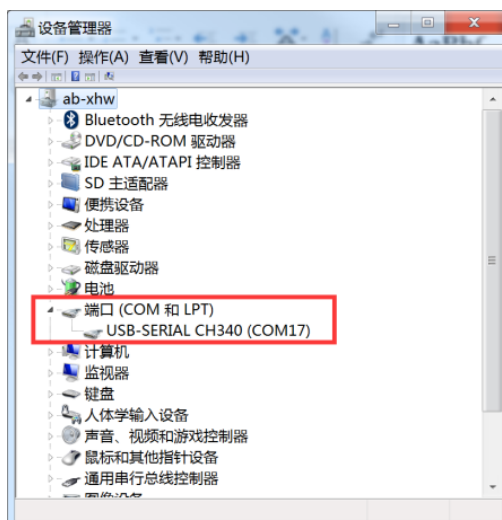 设备管理器
文件(F) 操作(A) 查看(V) 帮助(H)
ab-xhw
Bluetooth 无线电收发器
DVD/CD-ROM 驱动器
IDE ATA/ATAPI 控制器
SD 主适配器
便携设备
处理器
传感器
磁盘驱动器
电池
端口 (COM 和 LPT)
USB-SERIAL CH340 (COM17)
计算机
监视器
键盘
人体学输入设备
声音、视频和游戏控制器
鼠标和其他指针设备
通用串行总线控制器